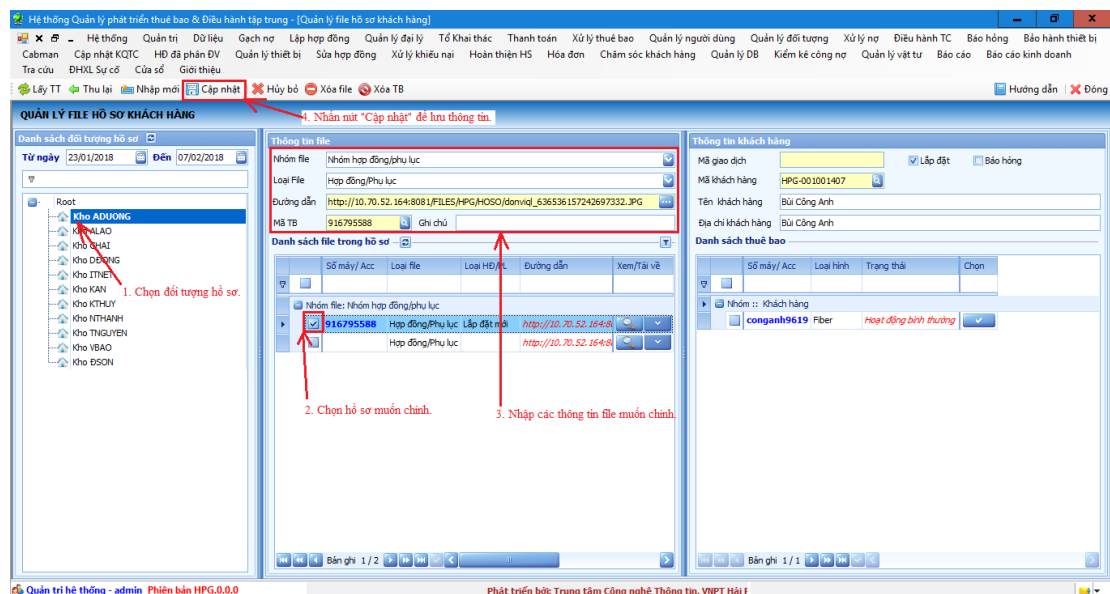 Hệ thống Quản lý phát triển thuê bao & Điều hành tập trung - [Quản lý file hồ sơ khách hàng]
Hệ thống Quản trị Dữ liệu Gạch nợ Lập hợp đồng Quản lý đại lý Tổ Khai thác Thanh toán Xử lý thuê bao Quản lý người dùng Quản lý đối tượng Xử lý nợ Điều hành TC Báo hỏng Bảo hành thiết bị
Cabman Cập nhật KQTC HĐ đã phân ĐV Quản lý thiết bị Sửa hợp đồng Xử lý khiếu nại Hoàn thiện HS Hóa đơn Chăm sóc khách hàng Quản lý DB Kiểm kê công nợ Quản lý vật tư Báo cáo Báo cáo kinh doanh
Tra cứu ĐHXL Sự cố Cửa sổ Giới thiệu
Lấy TT Thu lại Nhập mới Cập nhật Hủy bỏ Xóa file Xóa TB Hướng dẫn Đóng
QUẢN LÝ FILE HỒ SƠ KHÁCH HÀNG
4. Nhấn nút "Cập nhật" để lưu thông tin.
Danh sách đối tượng hồ sơ
Từ ngày 23/01/2018 Đến 07/02/2018
Root
Kho ADUONG
Kho ALAO
Kho CHAI
Kho DĐONG
Kho ITNET
Kho KAN
Kho KTHUY
Kho NTHANH
Kho TNGUYEN
Kho VBAO
Kho ĐSON
1. Chọn đối tượng hồ sơ.
Thông tin file
Nhóm file Nhóm hợp đồng/phụ lục
Loại File Hợp đồng/Phụ lục
Đường dẫn http://10.70.52.164:8081/FILES/HPG/HOSO/donviql_636536157242697332.JPG
Mã TB 916795588 Ghi chú
Danh sách file trong hồ sơ
Số máy/ Acc Loại file Loại HĐ/PL Đường dẫn Xem/Tải về
Nhóm file: Nhóm hợp đồng/phụ lục
916795588 Hợp đồng/Phụ lục Lắp đặt mới http://10.70.52.164:8
Hợp đồng/Phụ lục http://10.70.52.164:8
2. Chọn hồ sơ muốn chỉnh.
3. Nhập các thông tin file muốn chỉnh.
Bản ghi 1 / 2
Thông tin khách hàng
Mã giao dịch Lắp đặt Báo hỏng
Mã khách hàng HPG-001001407
Tên khách hàng Bùi Công Anh
Địa chỉ khách hàng Bùi Công Anh
Danh sách thuê bao
Số máy/ Acc Loại hình Trạng thái Chọn
Nhóm :: Khách hàng
conganh9619 Fiber Hoạt động bình thường
Bản ghi 1 / 1
Quản trị hệ thống - admin Phiên bản HPG.0.0.0
Phát triển bởi: Trung tâm Công nghệ Thông tin, VNPT Hải